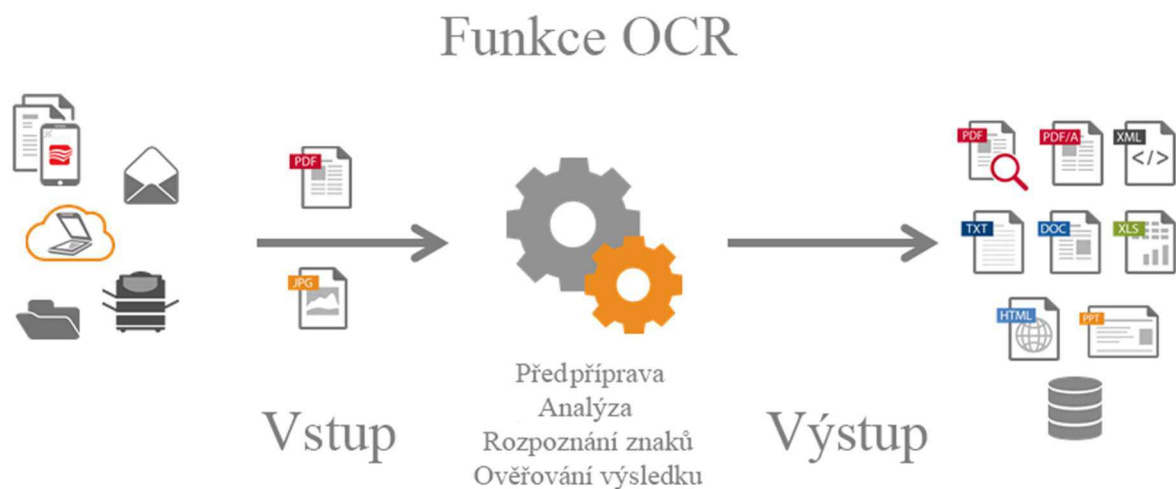 Funkce OCR
PDF
JPG
Vstup
Předpříprava
Analýza
Rozpoznání znaků
Ověřování výsledku
PDF
PDF/A
XML
</>
TXT
DOC
XLS
HTML
PPT
Výstup